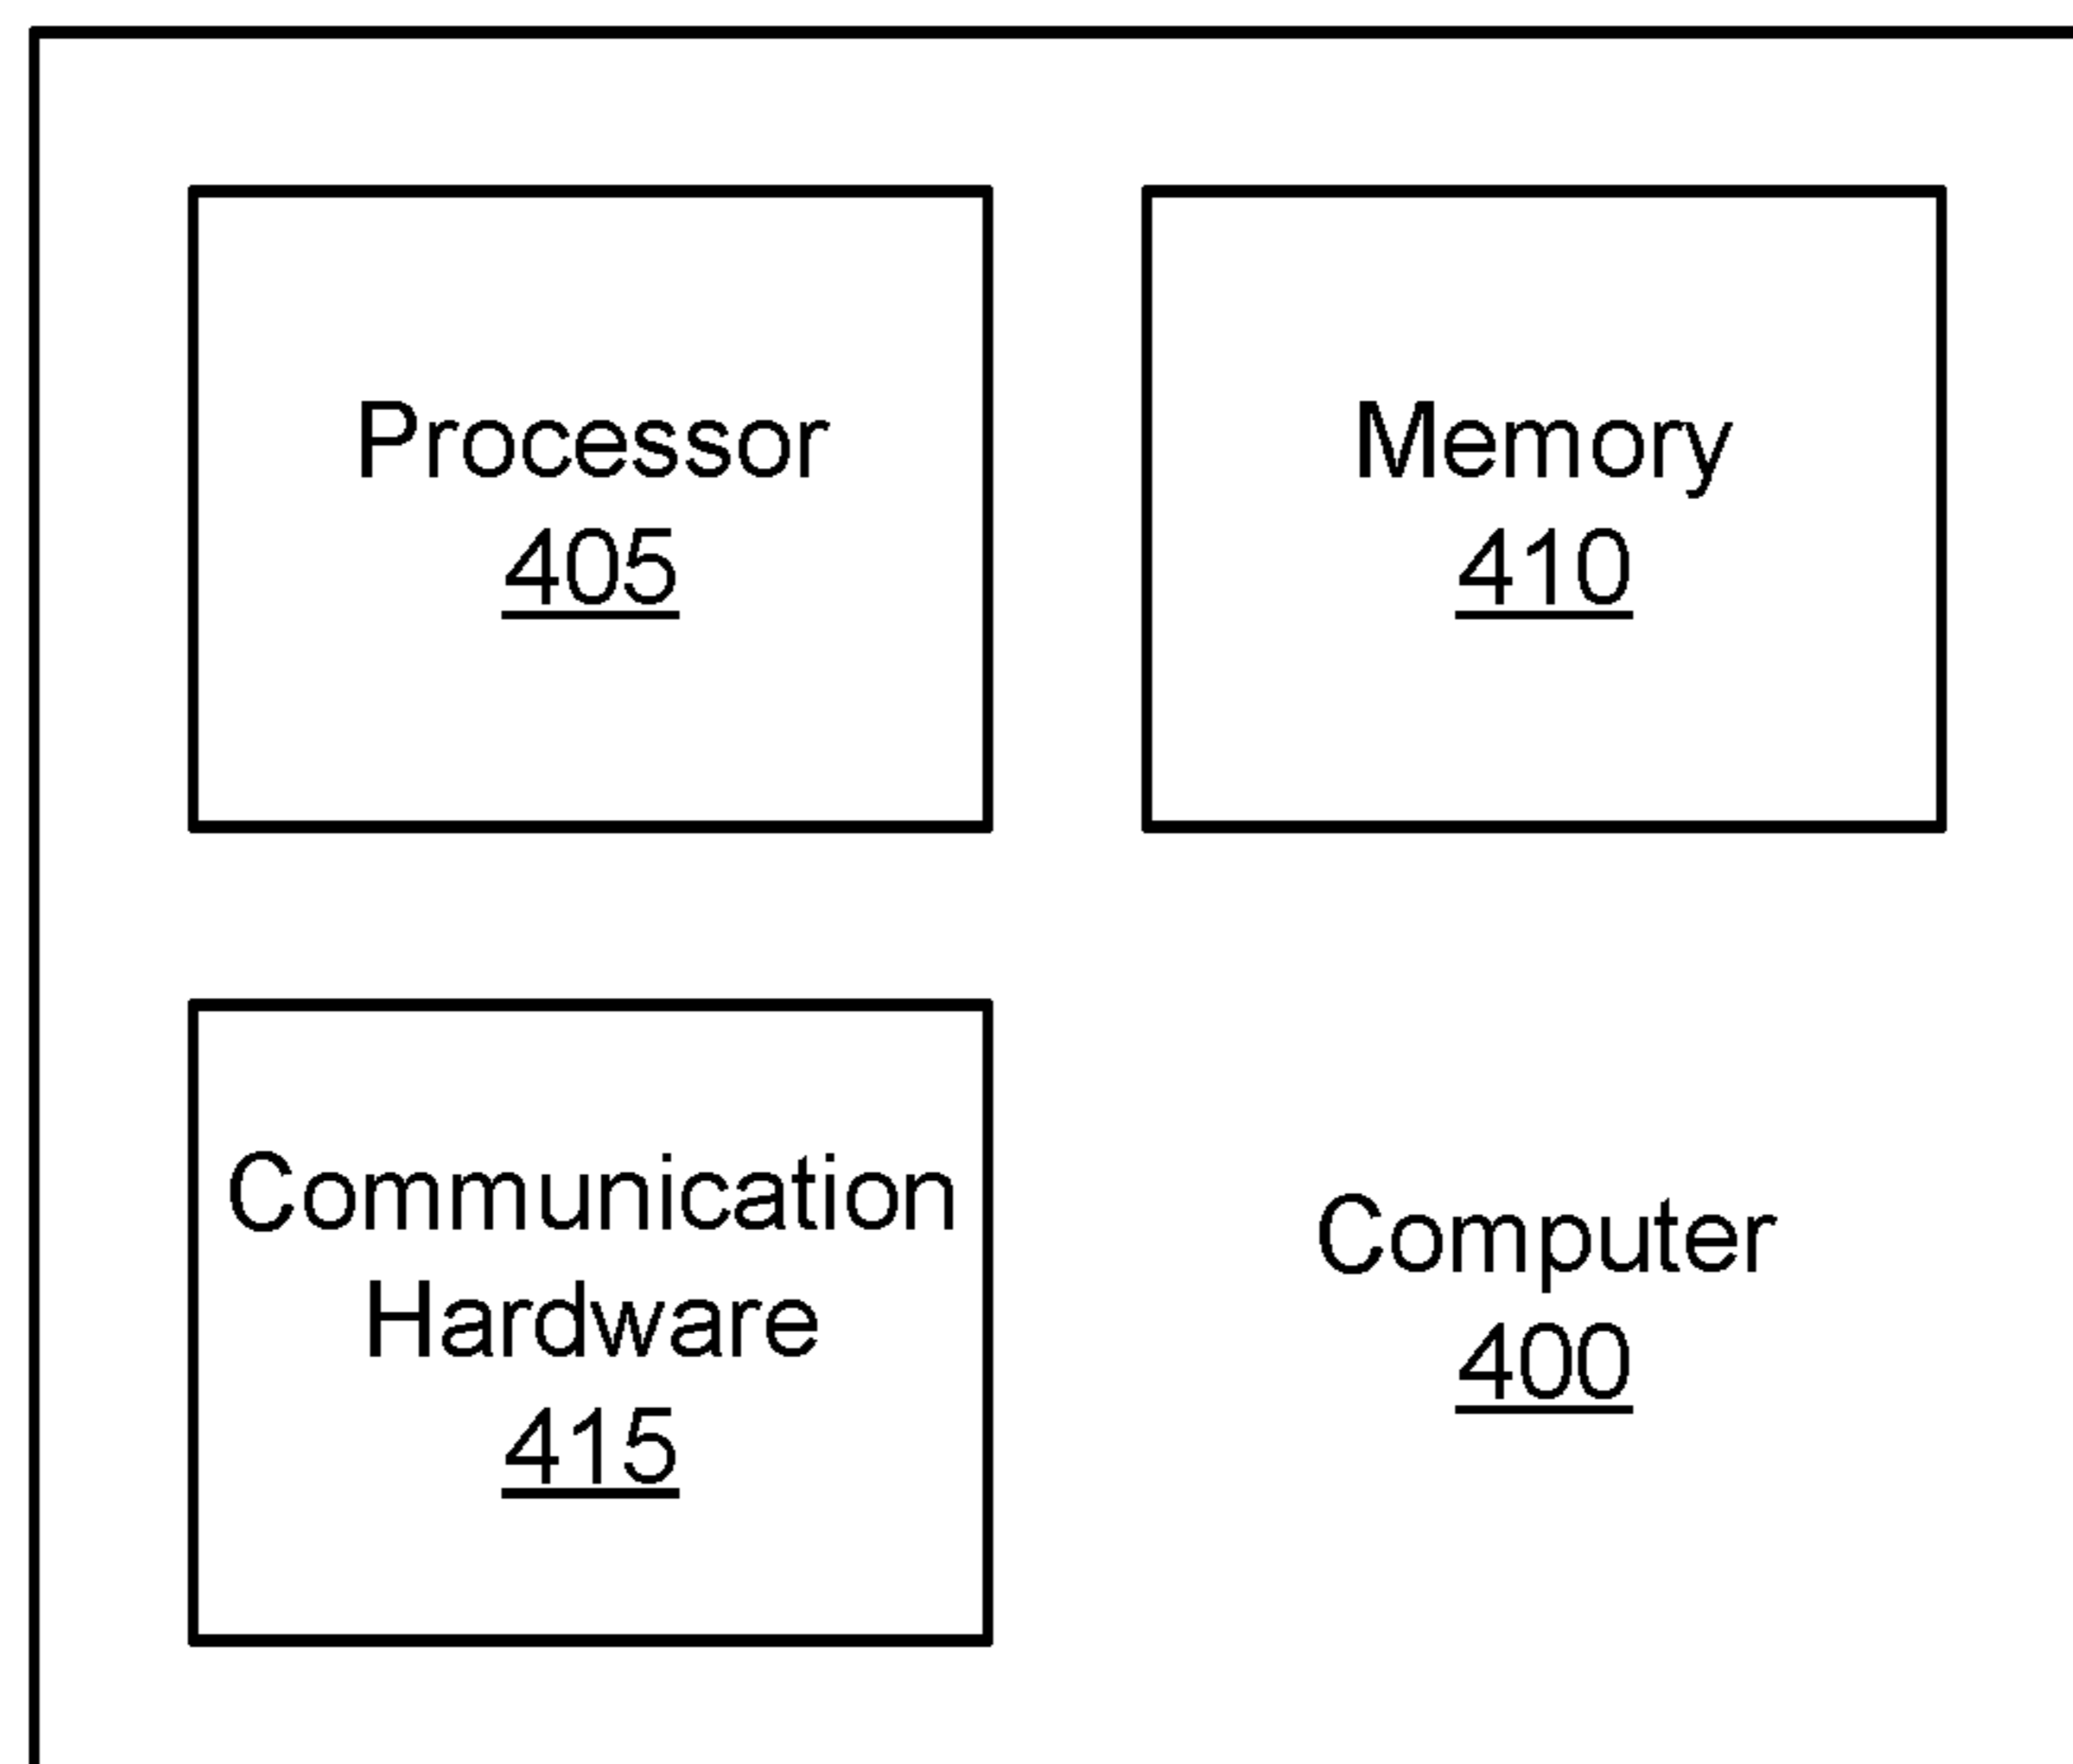 Processor
405
Memory
410
Communication
Hardware
415
Computer
400